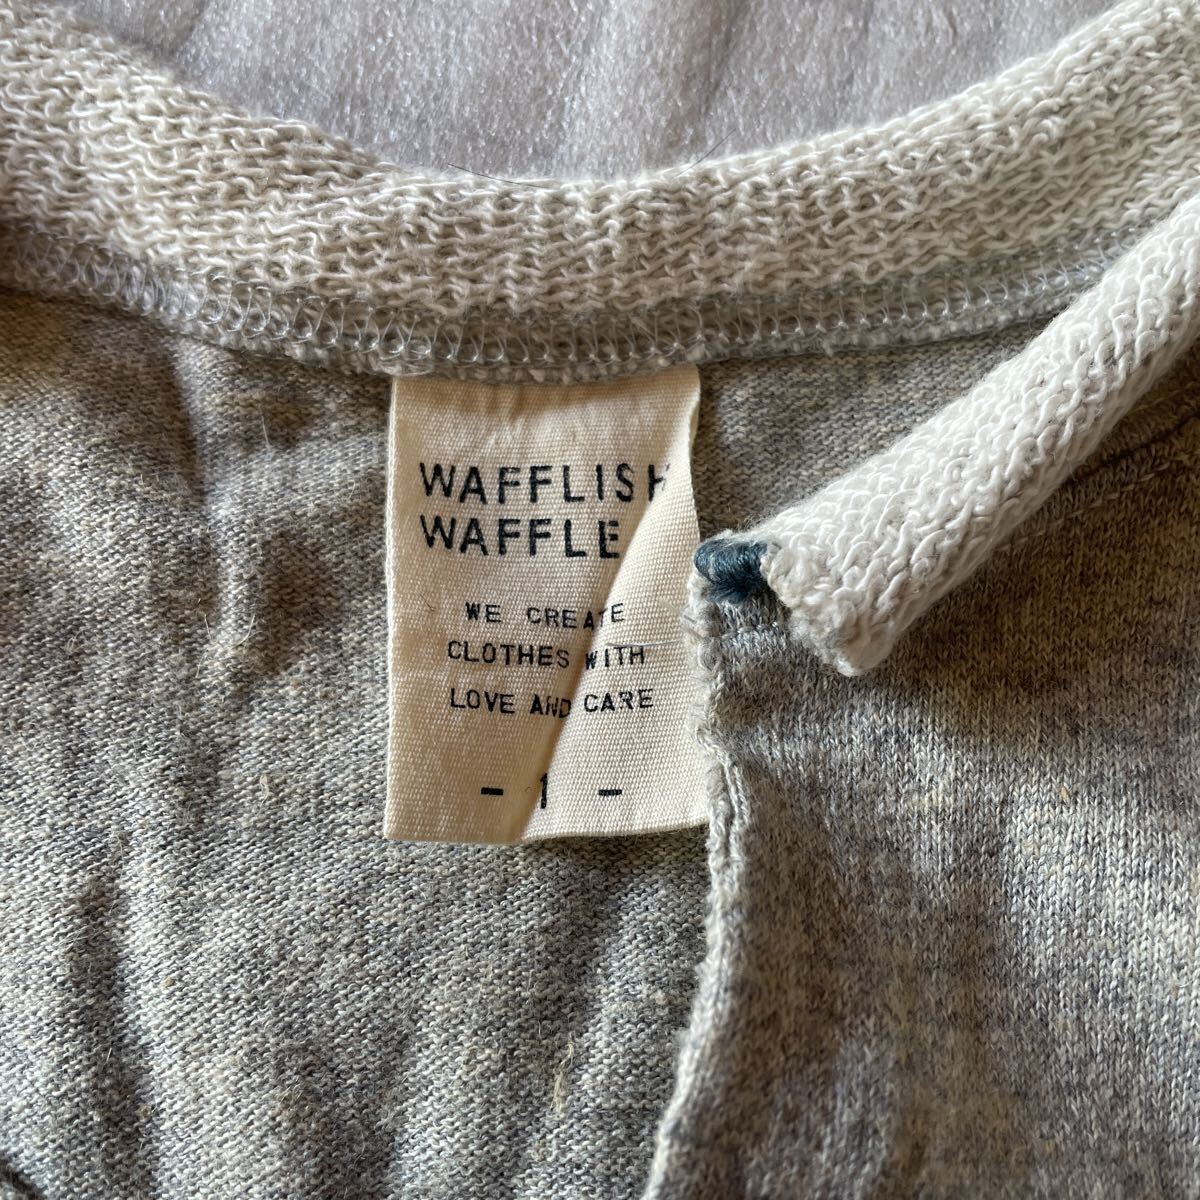 WAFFLISH
WAFFLE
WE CREATE
CLOTHES WITH
LOVE AND CARE
- 1 -